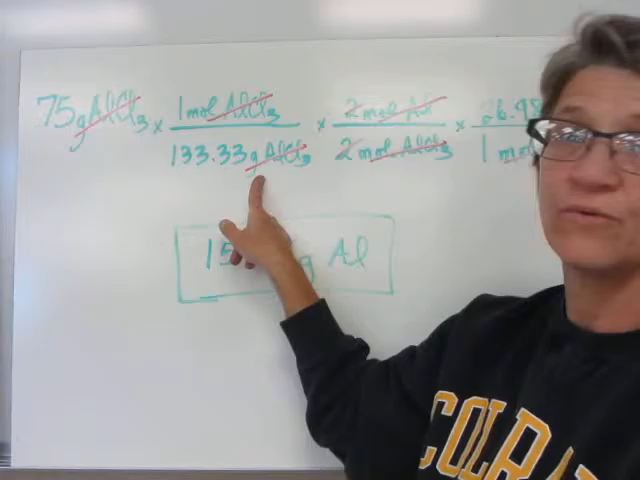 75 g AlCl3 × 1 mol AlCl3 / 133.33 g AlCl3 × 2 mol Al / 2 mol AlCl3 × 26.98 / 1 mol
15 g Al
COLORA